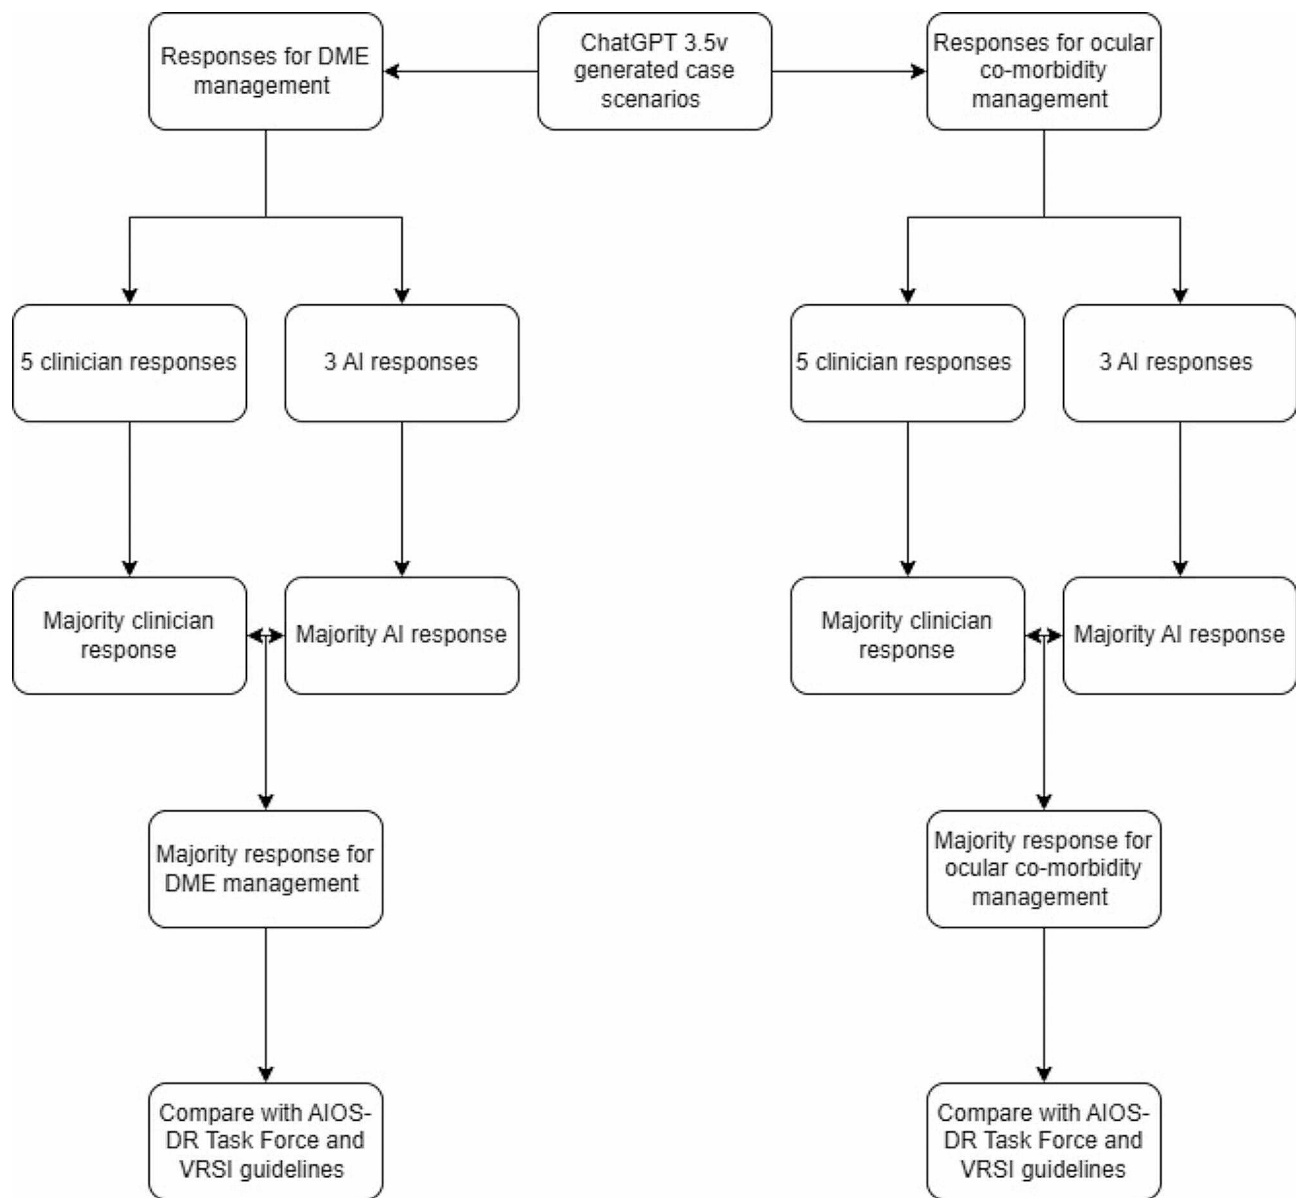 Responses for DME
management
ChatGPT 3.5v
generated case
scenarios
Responses for ocular
co-morbidity
management
5 clinician responses
3 AI responses
5 clinician responses
3 AI responses
Majority clinician
response
Majority AI response
Majority clinician
response
Majority AI response
Majority response for
DME management
Majority response for
ocular co-morbidity
management
Compare with AIOS-
DR Task Force and
VRSI guidelines
Compare with AIOS-
DR Task Force and
VRSI guidelines